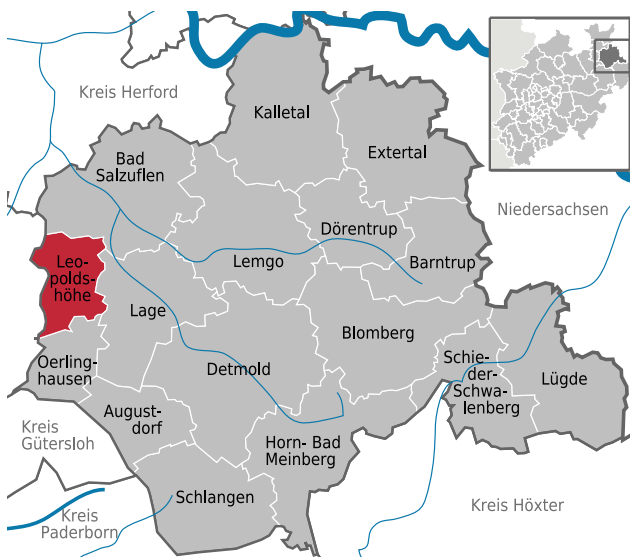 Kreis Herford
Kalletal
Extertal
Bad
Salzuflen
Niedersachsen
Dörentrup
Barntrup
Lemgo
Leo-
polds-
höhe
Lage
Blomberg
Oerling-
hausen
Detmold
Schie-
der-
Schwa-
lenberg
Lügde
August-
dorf
Kreis
Gütersloh
Horn- Bad
Meinberg
Schlangen
Kreis Höxter
Kreis
Paderborn